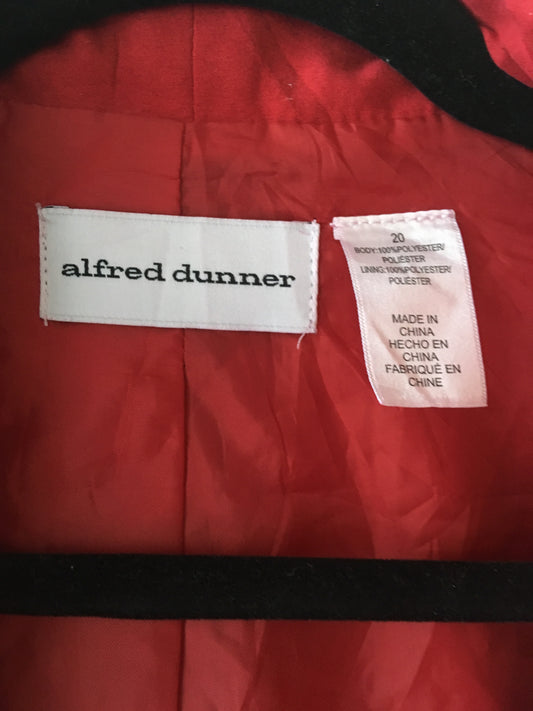 alfred dunner
20
BODY:100%POLYESTER/
POLIÉSTER
LINING:100%POLYESTER/
POLIÉSTER
MADE IN
CHINA
HECHO EN
CHINA
FABRIQUÉ EN
CHINE